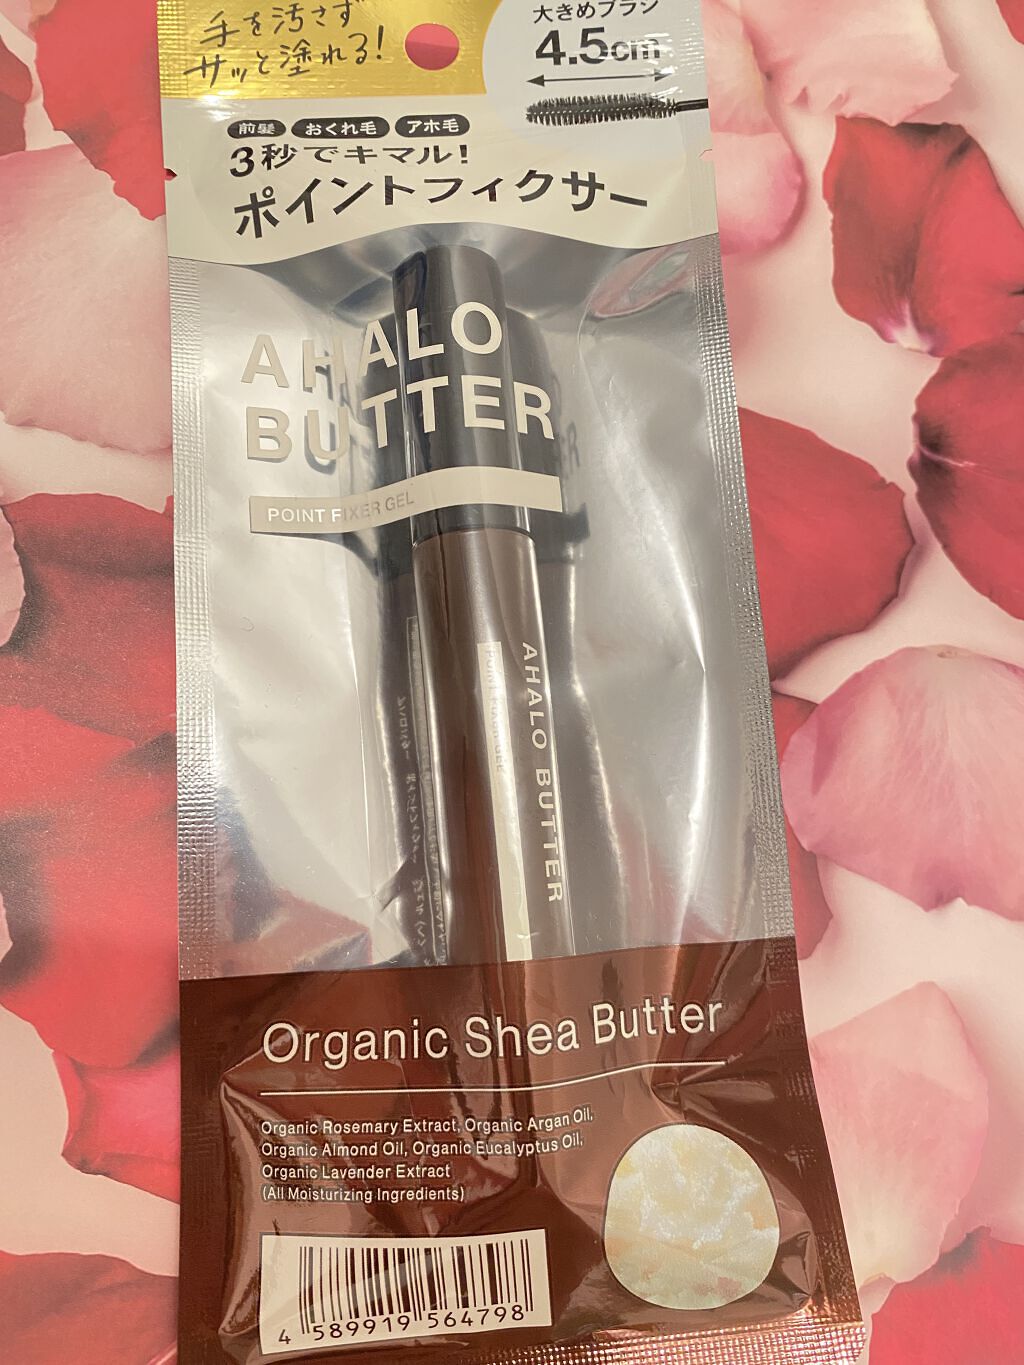 手を汚さず
サッと塗れる!
大きめブラシ
4.5cm
前髪 おくれ毛 アホ毛
3秒でキマル!
ポイントフィクサー
AHALO
BUTTER
POINT FIXER GEL
AHALO BUTTER
POINT FIXER GEL
Organic Shea Butter
Organic Rosemary Extract, Organic Argan Oil,
Organic Almond Oil, Organic Eucalyptus Oil,
Organic Lavender Extract
(All Moisturizing Ingredients)
4 589919 564798